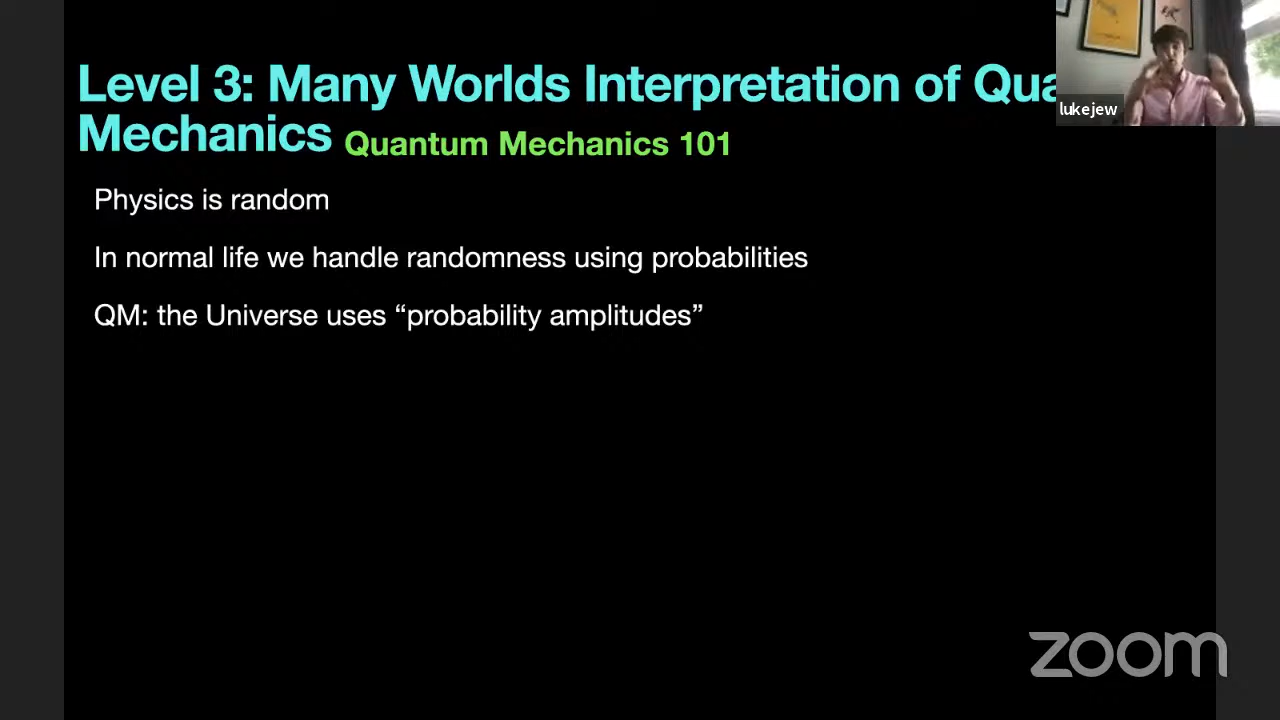 Level 3: Many Worlds Interpretation of Qua
Mechanics Quantum Mechanics 101
lukejew
Physics is random
In normal life we handle randomness using probabilities
QM: the Universe uses “probability amplitudes”
zoom